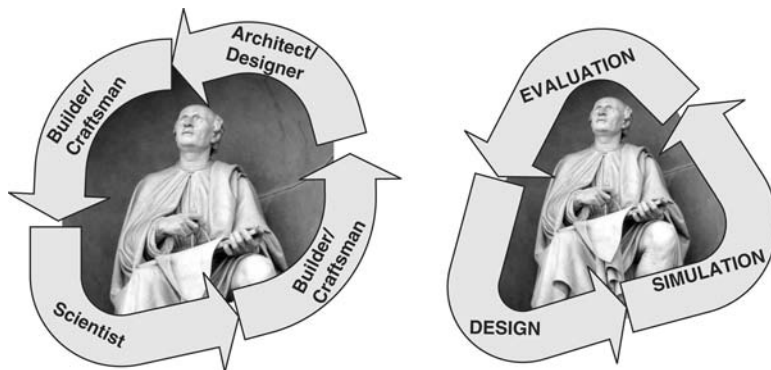 Architect/
Designer
Builder/
Craftsman
Scientist
Builder/
Craftsman
EVALUATION
DESIGN
SIMULATION